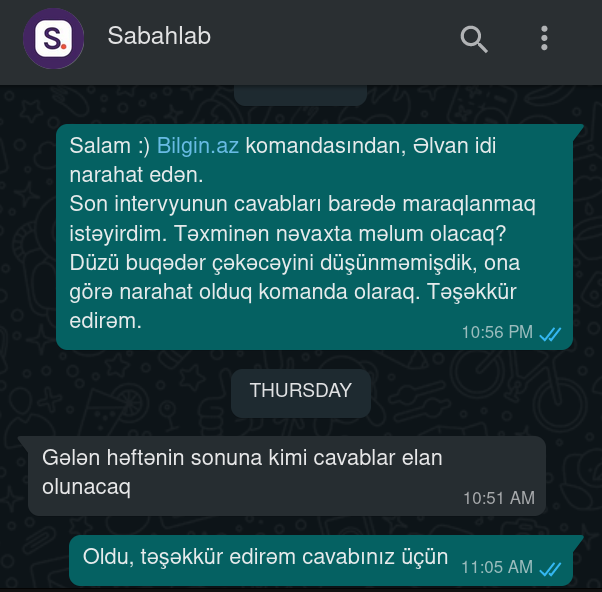 S.
Sabahlab
Salam :) Bilgin.az komandasından, Əlvan idi
narahat edən.
Son intervyunun cavabları barədə maraqlanmaq
istəyirdim. Təxminən nəvaxta məlum olacaq?
Düzü buqədər çəkəcəyini düşünməmişdik, ona
görə narahat olduq komanda olaraq. Təşəkkür
edirəm.
10:56 PM
THURSDAY
Gələn həftənin sonuna kimi cavablar elan
olunacaq
10:51 AM
Oldu, təşəkkür edirəm cavabınız üçün
11:05 AM